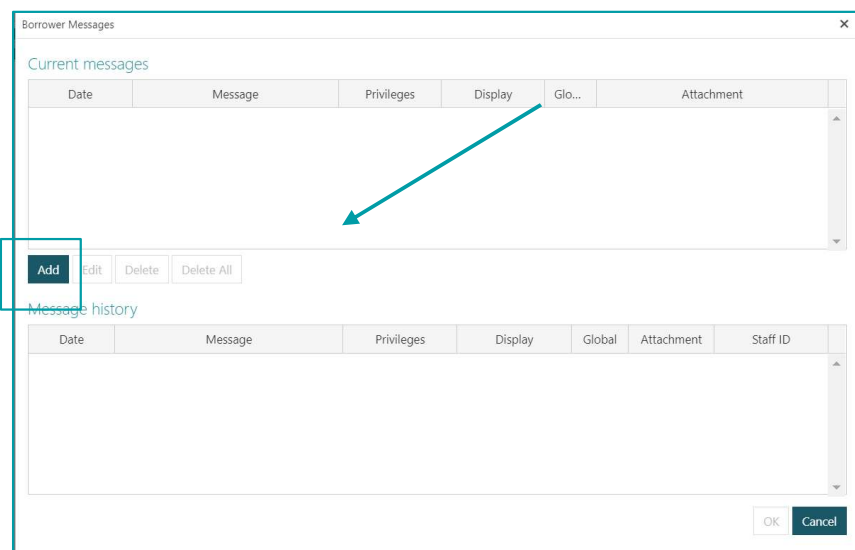 Borrower Messages
Current messages
Date Message Privileges Display Glo... Attachment
Add Edit Delete Delete All
Message history
Date Message Privileges Display Global Attachment Staff ID
OK Cancel